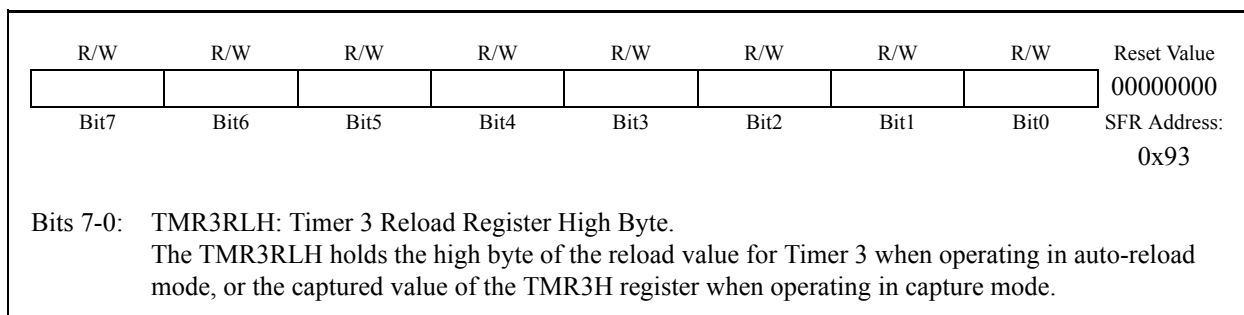 R/W R/W R/W R/W R/W R/W R/W R/W Reset Value
00000000
Bit7 Bit6 Bit5 Bit4 Bit3 Bit2 Bit1 Bit0 SFR Address:
0x93
Bits 7-0: TMR3RLH: Timer 3 Reload Register High Byte.
The TMR3RLH holds the high byte of the reload value for Timer 3 when operating in auto-reload
mode, or the captured value of the TMR3H register when operating in capture mode.